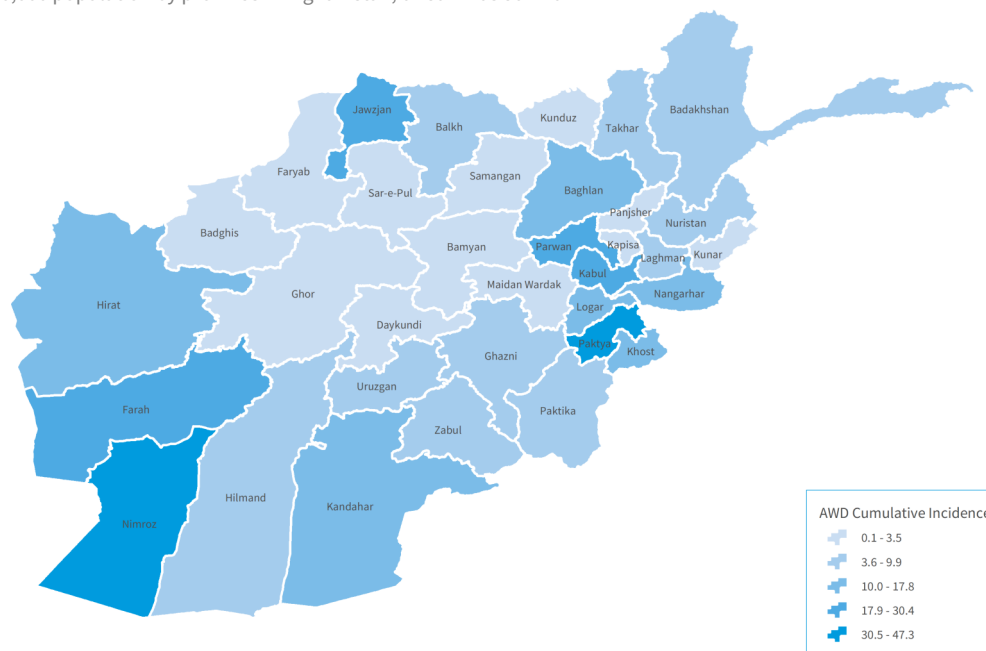 Jawzjan
Balkh
Kunduz
Takhar
Badakhshan
Faryab
Sar-e-Pul
Samangan
Baghlan
Panjsher
Nuristan
Badghis
Bamyan
Parwan
Kapisa
Laghman
Kunar
Kabul
Hirat
Ghor
Maidan Wardak
Logar
Nangarhar
Daykundi
Ghazni
Paktya
Khost
Farah
Uruzgan
Zabul
Paktika
Nimroz
Hilmand
Kandahar
AWD Cumulative Incidence
0.1 - 3.5
3.6 - 9.9
10.0 - 17.8
17.9 - 30.4
30.5 - 47.3